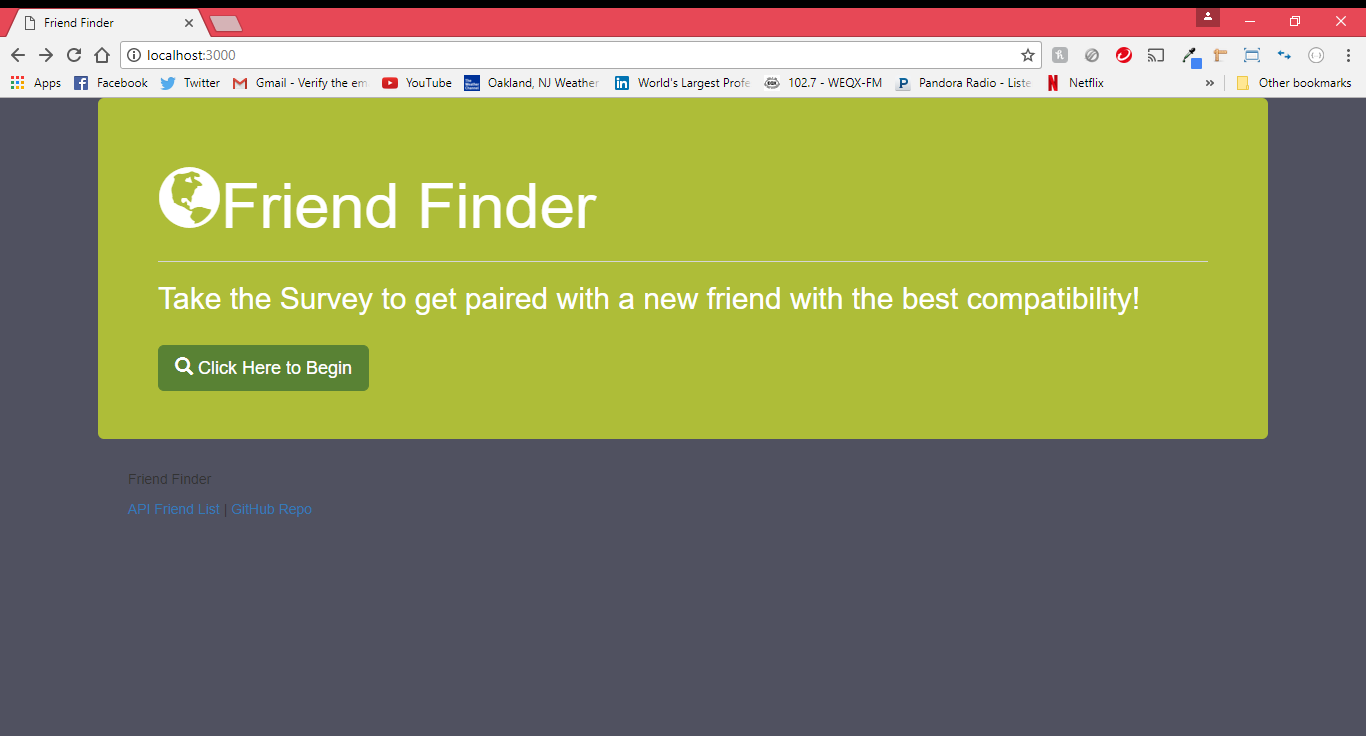 Friend Finder
localhost:3000
Apps Facebook Twitter Gmail - Verify the em YouTube Oakland, NJ Weather World's Largest Profe 102.7 - WEQX-FM Pandora Radio - Liste Netflix » Other bookmarks
Friend Finder
Take the Survey to get paired with a new friend with the best compatibility!
Click Here to Begin
Friend Finder
API Friend List | GitHub Repo